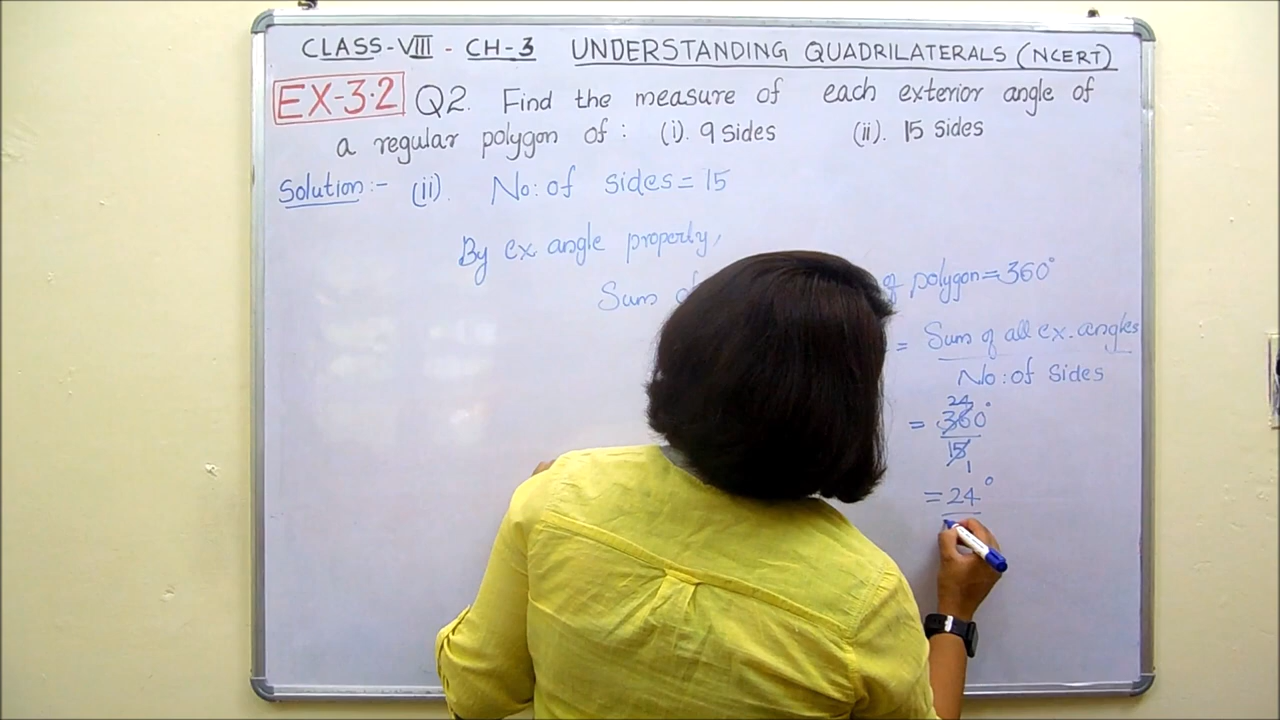 CLASS-VIII - CH-3 UNDERSTANDING QUADRILATERALS (NCERT)
EX-3.2 Q2. Find the measure of each exterior angle of
a regular polygon of : (i). 9 sides (ii). 15 sides
Solution:- (ii). No: of sides = 15
By ex angle property,
Sum of polygon = 360°
= Sum of all ex. angles
No: of sides
24
= 360°
15
1
= 24°